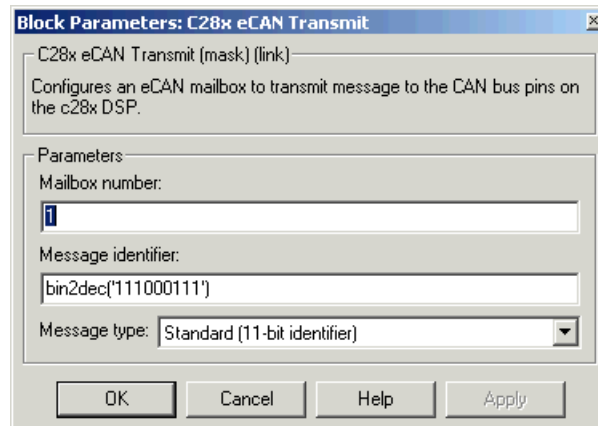 Block Parameters: C28x eCAN Transmit
C28x eCAN Transmit (mask) (link)
Configures an eCAN mailbox to transmit message to the CAN bus pins on
the c28x DSP.
Parameters
Mailbox number:
1
Message identifier:
bin2dec('111000111')
Message type: Standard (11-bit identifier)
OK Cancel Help Apply